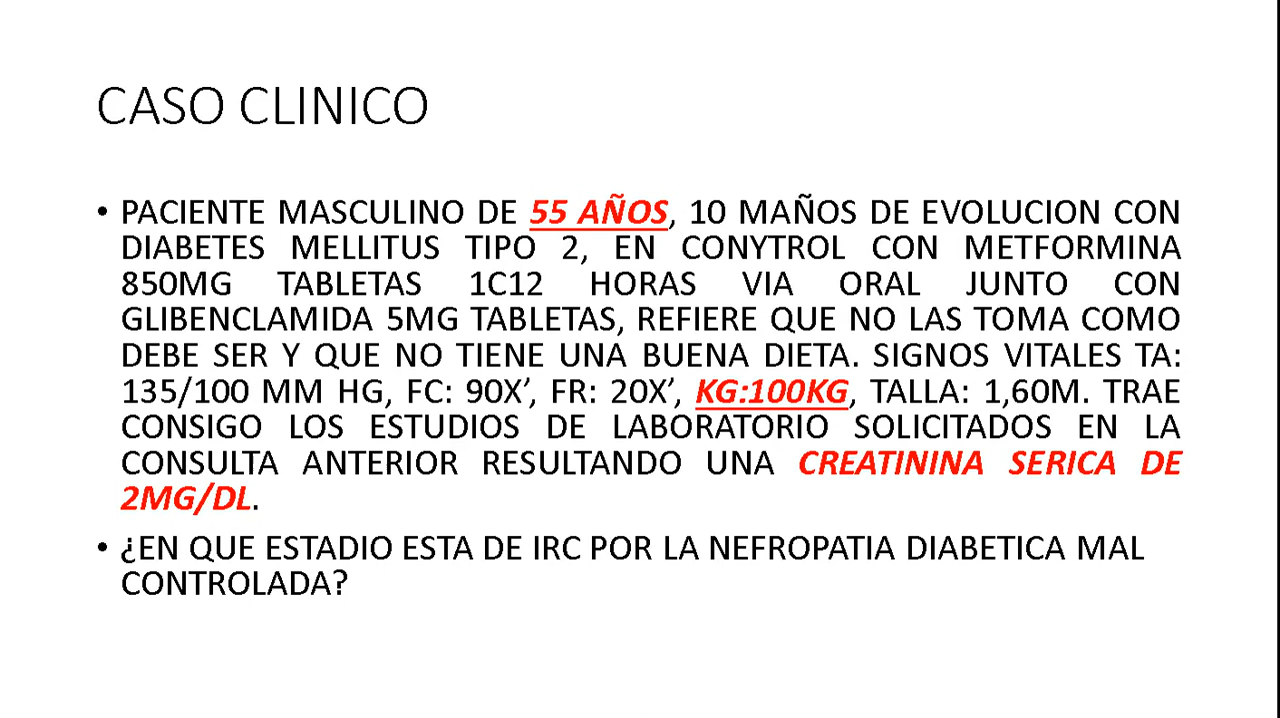 CASO CLINICO
• PACIENTE MASCULINO DE 55 AÑOS, 10 MAÑOS DE EVOLUCION CON
DIABETES MELLITUS TIPO 2, EN CONYTROL CON METFORMINA
850MG TABLETAS 1C12 HORAS VIA ORAL JUNTO CON
GLIBENCLAMIDA 5MG TABLETAS, REFIERE QUE NO LAS TOMA COMO
DEBE SER Y QUE NO TIENE UNA BUENA DIETA. SIGNOS VITALES TA:
135/100 MM HG, FC: 90X’, FR: 20X’, KG:100KG, TALLA: 1,60M. TRAE
CONSIGO LOS ESTUDIOS DE LABORATORIO SOLICITADOS EN LA
CONSULTA ANTERIOR RESULTANDO UNA CREATININA SERICA DE
2MG/DL.
• ¿EN QUE ESTADIO ESTA DE IRC POR LA NEFROPATIA DIABETICA MAL
CONTROLADA?